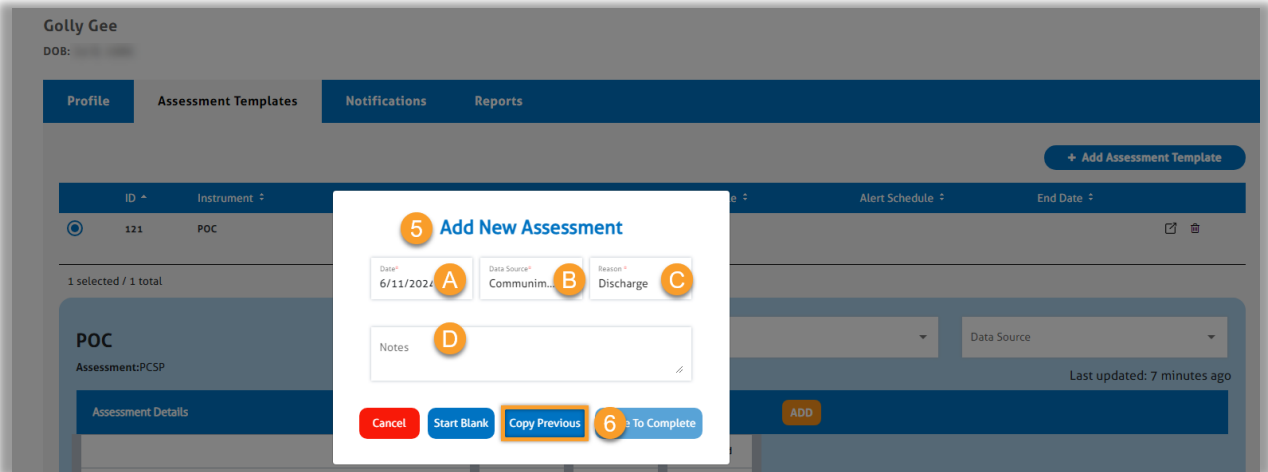 Golly Gee
DOB:
Profile Assessment Templates Notifications Reports
+ Add Assessment Template
ID Instrument Alert Schedule End Date
121 POC
1 selected / 1 total
5 Add New Assessment
Date* Data Source* Reason *
6/11/2024 A Communim... B Discharge C
Notes D
Cancel Start Blank Copy Previous 6 To Complete
POC
Assessment:PCSP
Data Source
Last updated: 7 minutes ago
Assessment Details ADD